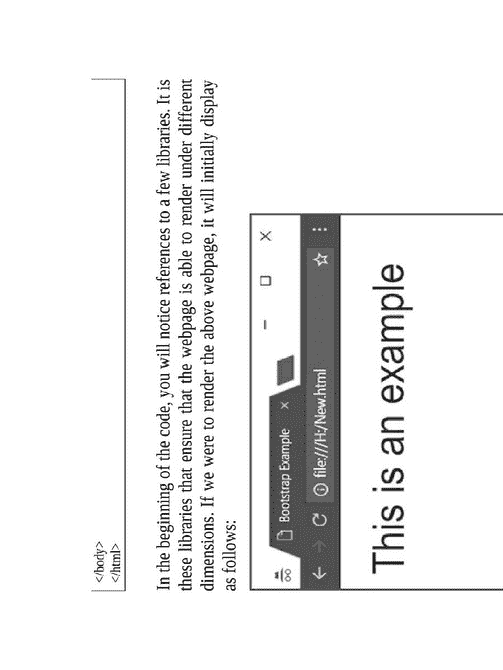 </body>
</html>
In the beginning of the code, you will notice references to a few libraries. It is
these libraries that ensure that the webpage is able to render under different
dimensions. If we were to render the above webpage, it will initially display
as follows:
Bootstrap Example
file:///H:/New.html
This is an example